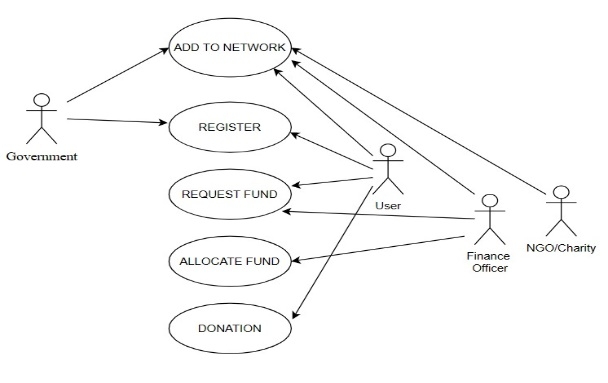 ADD TO NETWORK
REGISTER
Government
REQUEST FUND
User
ALLOCATE FUND
Finance
Officer
NGO/Charity
DONATION